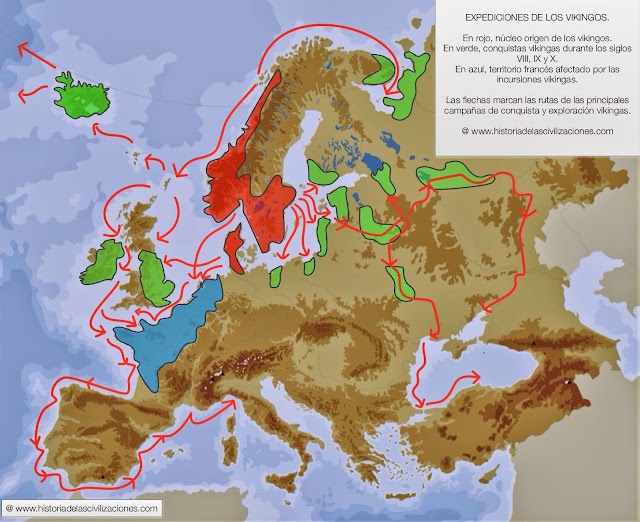 EXPEDICIONES DE LOS VIKINGOS.
En rojo, núcleo origen de los vikingos.
En verde, conquistas vikingas durante los siglos
VIII, IX y X.
En azul, territorio francés afectado por las
incursiones vikingas.
Las flechas marcan las rutas de las principales
campañas de conquista y exploración vikingas.
@ www.historiadelascivilizaciones.com
@ www.historiadelascivilizaciones.com